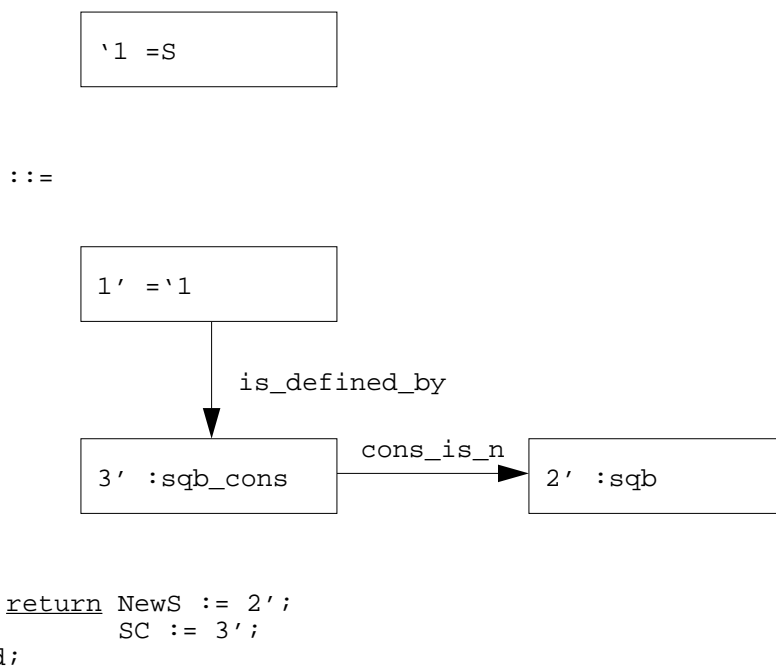 ‘1 =S
::=
1’ =‘1
is_defined_by
cons_is_n
3’ :sqb_cons
2’ :sqb
return NewS := 2’;
SC := 3’;
d;